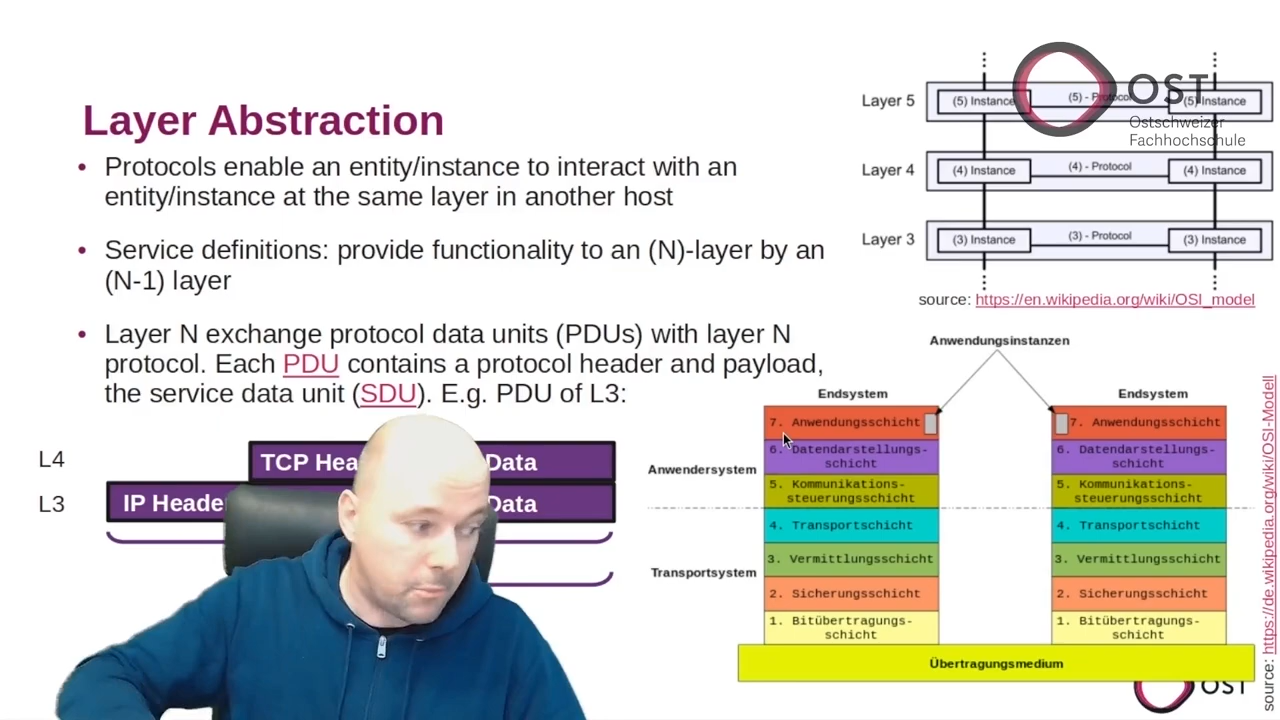 Layer Abstraction
• Protocols enable an entity/instance to interact with an
entity/instance at the same layer in another host
• Service definitions: provide functionality to an (N)-layer by an
(N-1) layer
• Layer N exchange protocol data units (PDUs) with layer N
protocol. Each PDU contains a protocol header and payload,
the service data unit (SDU). E.g. PDU of L3:
L4
TCP Hea
Data
L3
IP Heade
Data
OST
Ostschweizer
Fachhochschule
Layer 5
(5) Instance
(5) - Protocol
(5) Instance
Layer 4
(4) Instance
(4) - Protocol
(4) Instance
Layer 3
(3) Instance
(3) - Protocol
(3) Instance
source: https://en.wikipedia.org/wiki/OSI_model
Anwendungsinstanzen
Endsystem
Endsystem
7. Anwendungsschicht
7. Anwendungsschicht
6. Datendarstellungs-
schicht
6. Datendarstellungs-
schicht
Anwendersystem
5. Kommunikations-
steuerungsschicht
5. Kommunikations-
steuerungsschicht
4. Transportschicht
4. Transportschicht
3. Vermittlungsschicht
3. Vermittlungsschicht
Transportsystem
2. Sicherungsschicht
2. Sicherungsschicht
1. Bitübertragungs-
schicht
1. Bitübertragungs-
schicht
Übertragungsmedium
OST
source: https://de.wikipedia.org/wiki/OSI-Modell